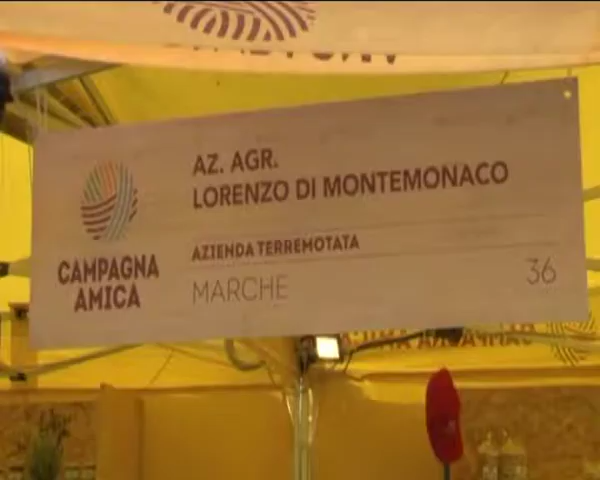 AZ. AGR.
LORENZO DI MONTEMONACO
AZIENDA TERREMOTATA
MARCHE
36
CAMPAGNA
AMICA